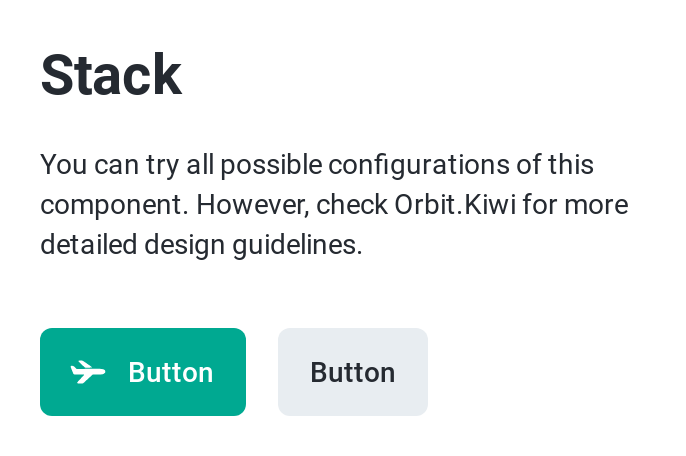 Stack
You can try all possible configurations of this
component. However, check Orbit.Kiwi for more
detailed design guidelines.
Button
Button